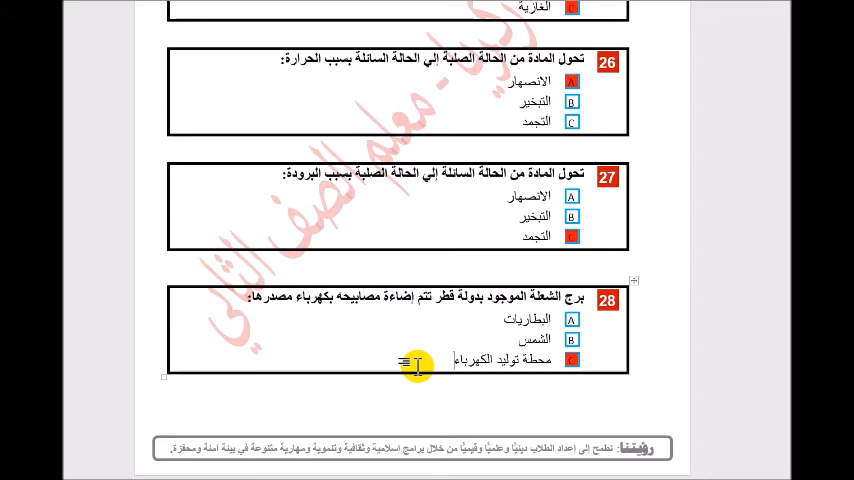 C الغازية
26 تحول المادة من الحالة الصلبة إلي الحالة السائلة بسبب الحرارة:
A الانصهار
B التبخير
C التجمد
27 تحول المادة من الحالة السائلة إلي الحالة الصلبة بسبب البرودة:
A الانصهار
B التبخير
C التجمد
28 برج الشعلة الموجود بدولة قطر تتم إضاءة مصابيحه بكهرباء مصدرها:
A البطاريات
B الشمس
C محطة توليد الكهرباء
رؤيتنا: نطمح إلى إعداد الطلاب دينيًا وعلميًا وقيميًا من خلال برامج إسلامية وثقافية وتنموية ومهارية متنوعة في بيئة آمنة ومحفزة.
معلم الصف الثاني